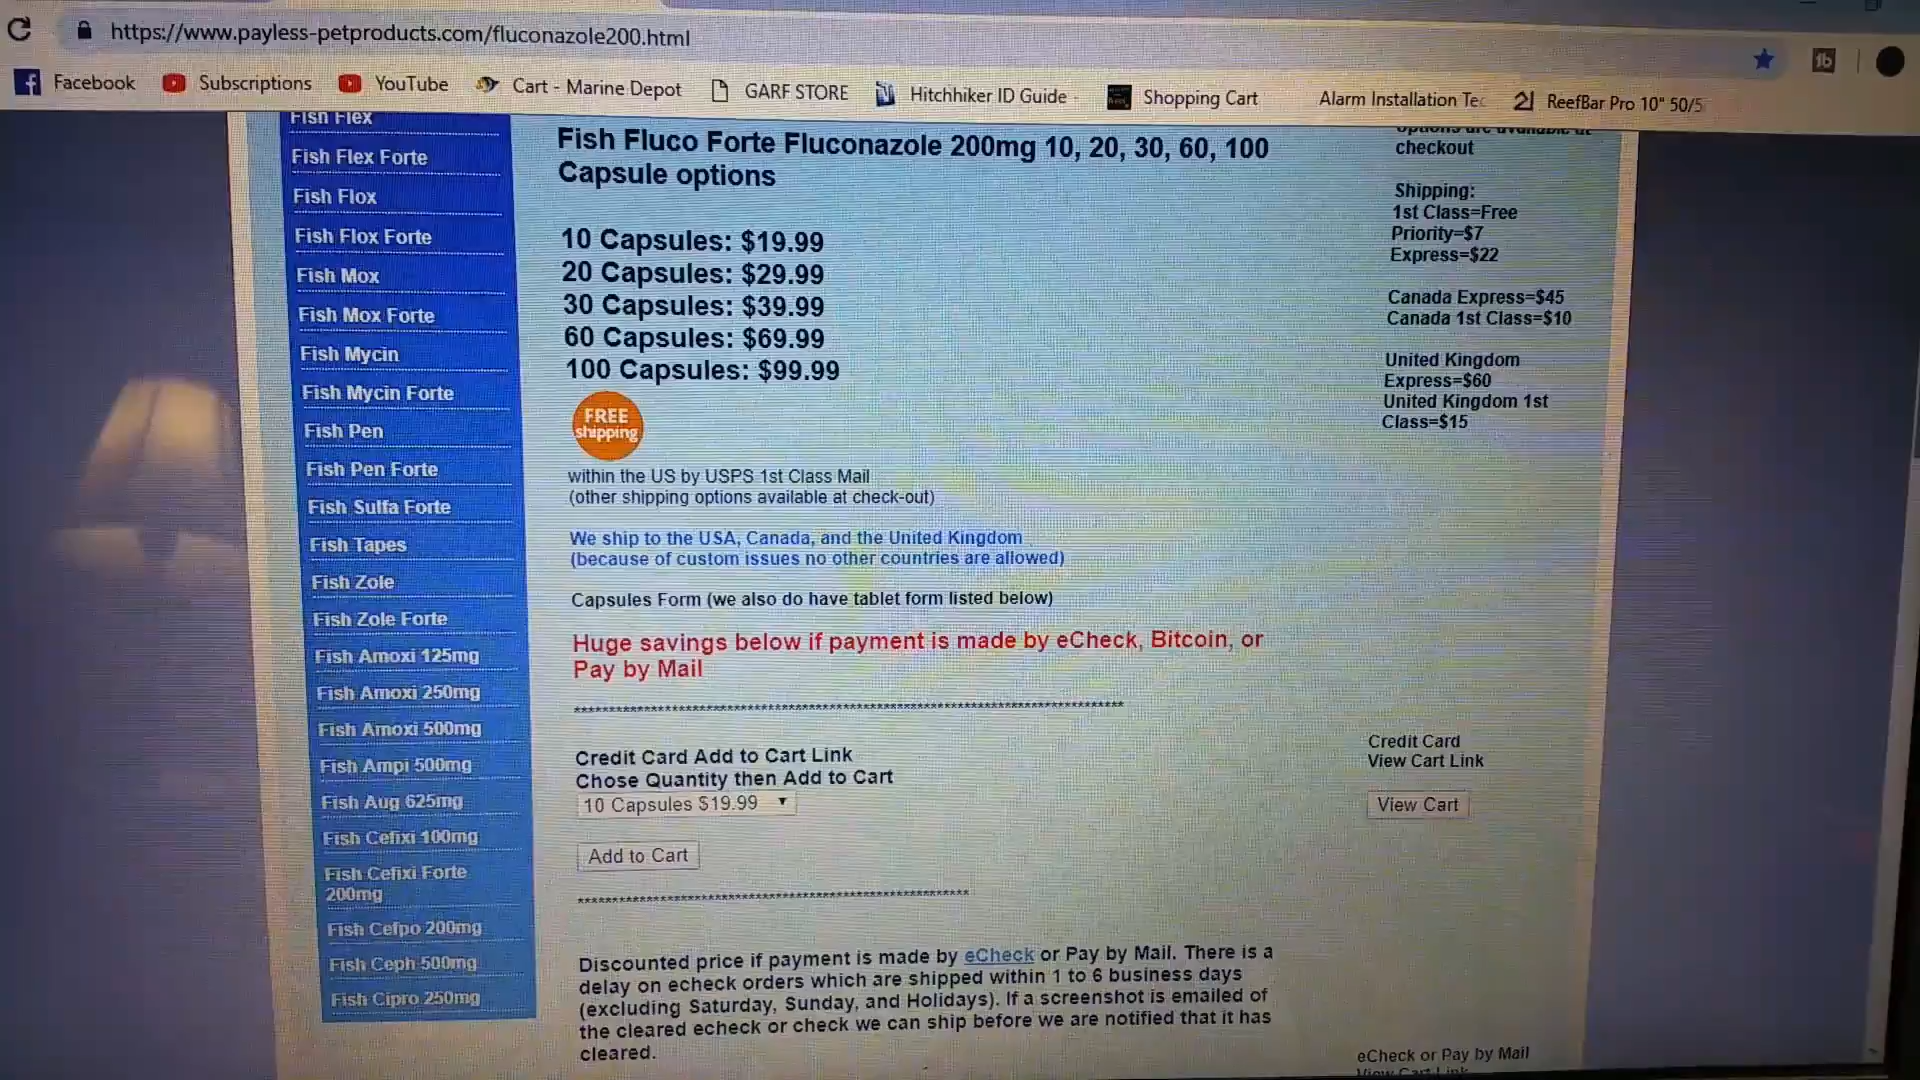 https://www.payless-petproducts.com/fluconazole200.html
Facebook
Subscriptions
YouTube
Cart - Marine Depot
GARF STORE
Hitchhiker ID Guide
Shopping Cart
Alarm Installation Tec
ReefBar Pro 10" 50/5
Fish Flex
Fish Flex Forte
Fish Flox
Fish Flox Forte
Fish Mox
Fish Mox Forte
Fish Mycin
Fish Mycin Forte
Fish Pen
Fish Pen Forte
Fish Sulfa Forte
Fish Tapes
Fish Zole
Fish Zole Forte
Fish Amoxi 125mg
Fish Amoxi 250mg
Fish Amoxi 500mg
Fish Ampi 500mg
Fish Aug 625mg
Fish Cefixi 100mg
Fish Cefixi Forte
200mg
Fish Cefpo 200mg
Fish Ceph 500mg
Fish Cipro 250mg
Fish Fluco Forte Fluconazole 200mg 10, 20, 30, 60, 100
Capsule options
10 Capsules: $19.99
20 Capsules: $29.99
30 Capsules: $39.99
60 Capsules: $69.99
100 Capsules: $99.99
FREE
shipping
within the US by USPS 1st Class Mail
(other shipping options available at check-out)
We ship to the USA, Canada, and the United Kingdom
(because of custom issues no other countries are allowed)
Capsules Form (we also do have tablet form listed below)
Huge savings below if payment is made by eCheck, Bitcoin, or
Pay by Mail
Credit Card Add to Cart Link
Chose Quantity then Add to Cart
10 Capsules $19.99
Add to Cart
Discounted price if payment is made by eCheck or Pay by Mail. There is a
delay on echeck orders which are shipped within 1 to 6 business days
(excluding Saturday, Sunday, and Holidays). If a screenshot is emailed of
the cleared echeck or check we can ship before we are notified that it has
cleared.
options are available at
checkout
Shipping:
1st Class=Free
Priority=$7
Express=$22
Canada Express=$45
Canada 1st Class=$10
United Kingdom
Express=$60
United Kingdom 1st
Class=$15
Credit Card
View Cart Link
View Cart
eCheck or Pay by Mail
View Cart Link